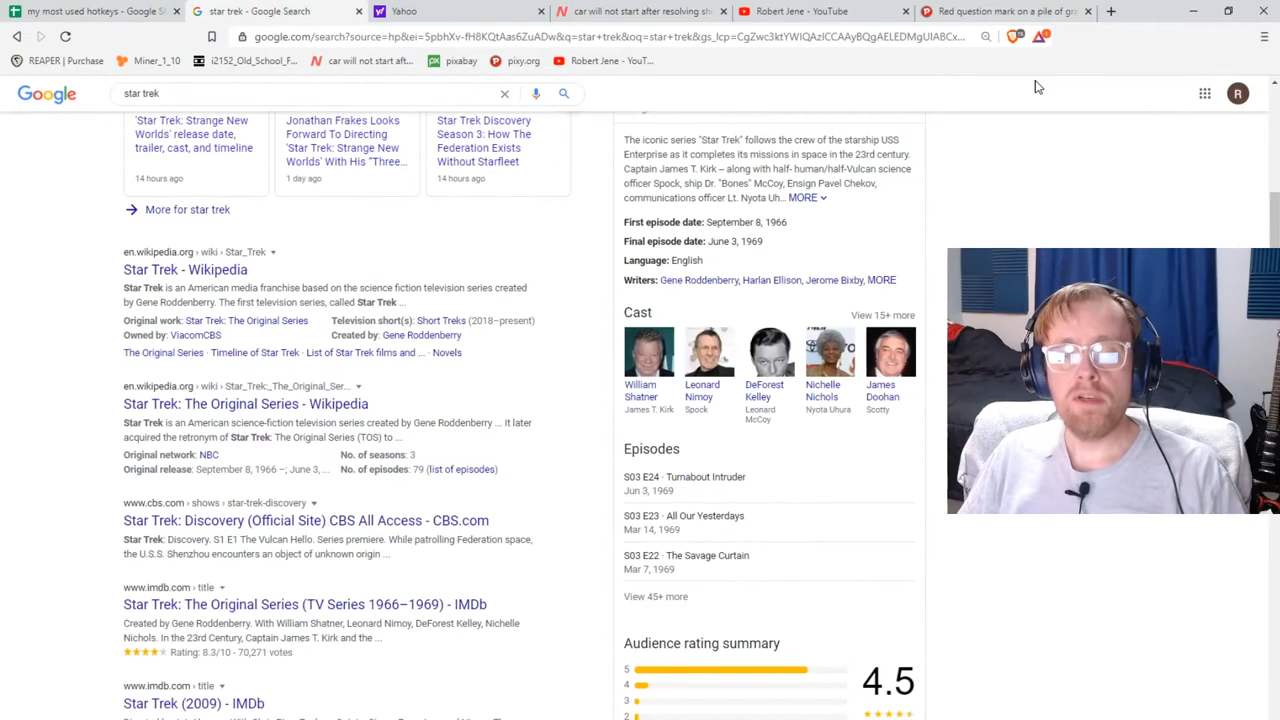 my most used hotkeys - Google S
star trek - Google Search
Yahoo
car will not start after resolving sh
Robert Jene - YouTube
Red question mark on a pile of gra
google.com/search?source=hp&ei=5pbhXv-fH8KQtAas6ZuADw&q=star+trek&oq=star+trek&gs_lcp=CgZwc3ktYWIQAzICCAAyBQgAELEDMgUIABCx...
REAPER | Purchase
Miner_1_10
i2152_Old_School_F...
car will not start aft...
pixabay
pixy.org
Robert Jene - YouT...
Google
star trek
R
'Star Trek: Strange New
Worlds' release date,
trailer, cast, and timeline
14 hours ago
Jonathan Frakes Looks
Forward To Directing
'Star Trek: Strange New
Worlds' With His "Three...
1 day ago
Star Trek Discovery
Season 3: How The
Federation Exists
Without Starfleet
14 hours ago
More for star trek
en.wikipedia.org › wiki › Star_Trek
Star Trek - Wikipedia
Star Trek is an American media franchise based on the science fiction television series created
by Gene Roddenberry. The first television series, called Star Trek ...
Original work: Star Trek: The Original Series
Television short(s): Short Treks (2018–present)
Owned by: ViacomCBS
Created by: Gene Roddenberry
The Original Series · Timeline of Star Trek · List of Star Trek films and ... · Novels
en.wikipedia.org › wiki › Star_Trek:_The_Original_Ser...
Star Trek: The Original Series - Wikipedia
Star Trek is an American science-fiction television series created by Gene Roddenberry ... It later
acquired the retronym of Star Trek: The Original Series (TOS) to ...
Original network: NBC
No. of seasons: 3
Original release: September 8, 1966 –; June 3, ...
No. of episodes: 79 (list of episodes)
www.cbs.com › shows › star-trek-discovery
Star Trek: Discovery (Official Site) CBS All Access - CBS.com
Star Trek: Discovery. S1 E1 The Vulcan Hello. Series premiere. While patrolling Federation space,
the U.S.S. Shenzhou encounters an object of unknown origin ...
www.imdb.com › title
Star Trek: The Original Series (TV Series 1966–1969) - IMDb
Created by Gene Roddenberry. With William Shatner, Leonard Nimoy, DeForest Kelley, Nichelle
Nichols. In the 23rd Century, Captain James T. Kirk and the ...
Rating: 8.3/10 - 70,271 votes
www.imdb.com › title
Star Trek (2009) - IMDb
The iconic series "Star Trek" follows the crew of the starship USS
Enterprise as it completes its missions in space in the 23rd century.
Captain James T. Kirk – along with half- human/half-Vulcan science
officer Spock, ship Dr. "Bones" McCoy, Ensign Pavel Chekov,
communications officer Lt. Nyota Uh... MORE
First episode date: September 8, 1966
Final episode date: June 3, 1969
Language: English
Writers: Gene Roddenberry, Harlan Ellison, Jerome Bixby, MORE
Cast
View 15+ more
William
Shatner
James T. Kirk
Leonard
Nimoy
Spock
DeForest
Kelley
Leonard
McCoy
Nichelle
Nichols
Nyota Uhura
James
Doohan
Scotty
Episodes
S03 E24 · Turnabout Intruder
Jun 3, 1969
S03 E23 · All Our Yesterdays
Mar 14, 1969
S03 E22 · The Savage Curtain
Mar 7, 1969
View 45+ more
Audience rating summary
5
4
3
2
4.5